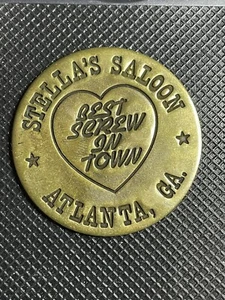 STELLA'S SALOON
BEST
SCREW
IN
TOWN
ATLANTA, GA.